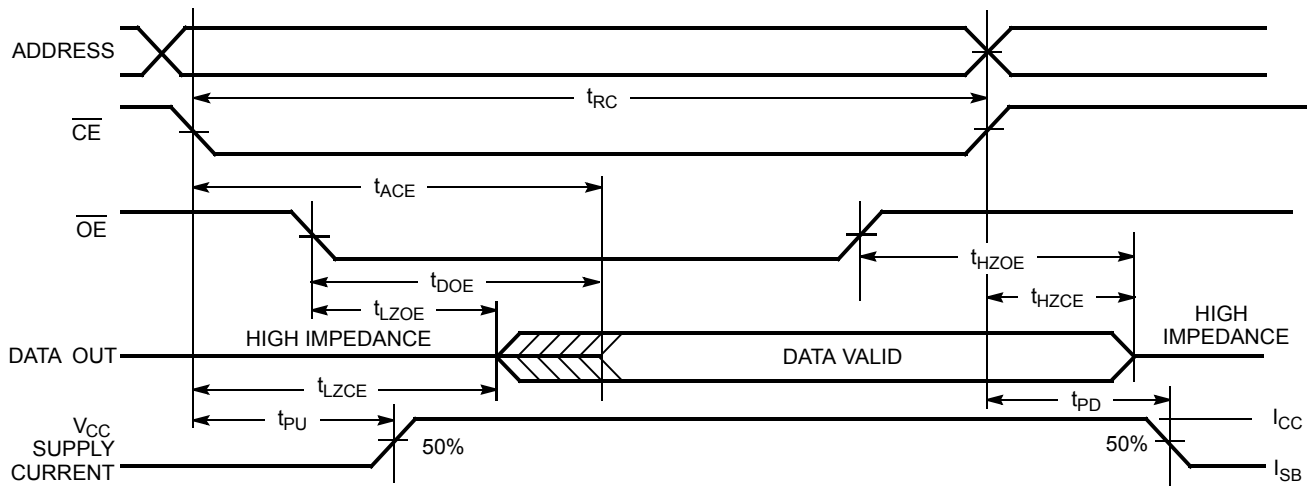 ADDRESS
tRC
CE
tACE
OE
tHZOE
tDOE
tLZOE
tHZCE
HIGH IMPEDANCE
HIGH
IMPEDANCE
DATA OUT
DATA VALID
tLZCE
tPU
tPD
VCC
SUPPLY
CURRENT
50%
50%
ICC
ISB